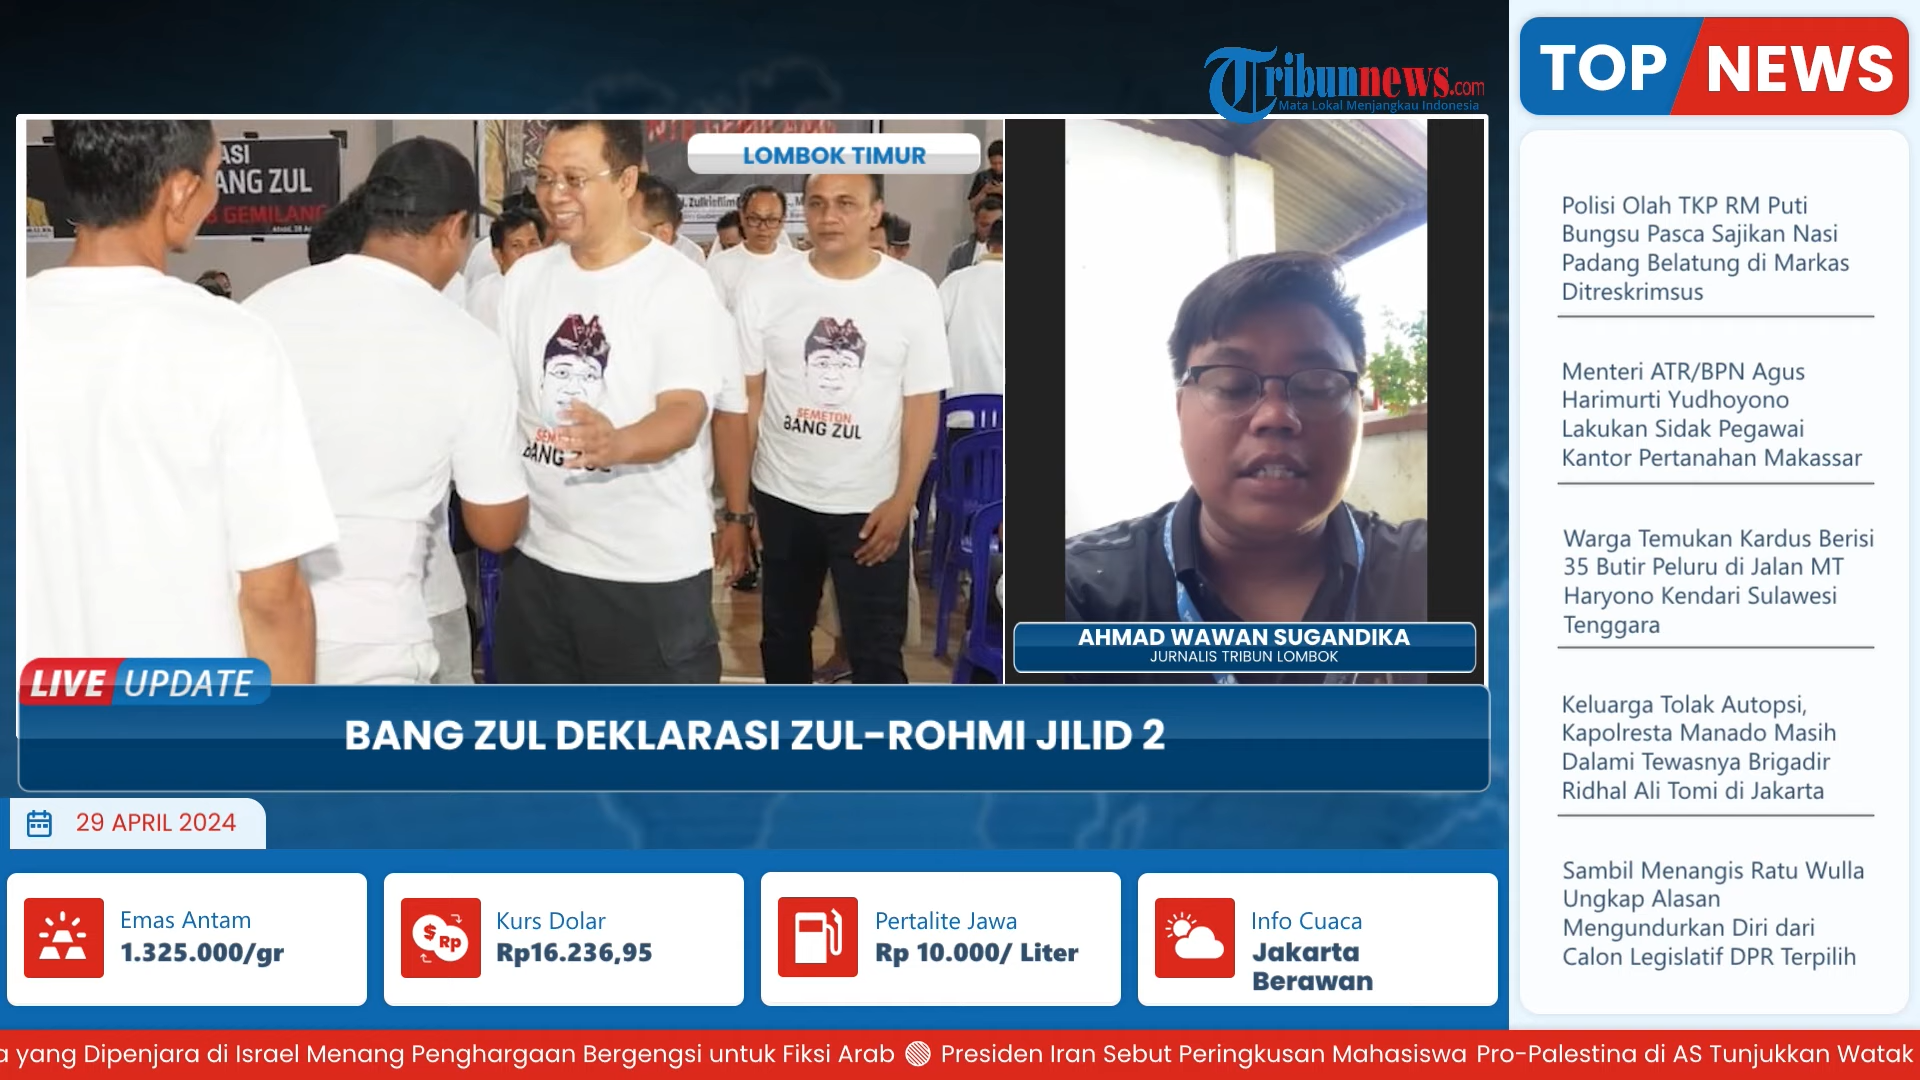 Tribunnews.com
Mata Lokal Menjangkau Indonesia
TOP NEWS
LOMBOK TIMUR
ASI
ANG ZUL
GEMILANG
SEMETON
BANG ZUL
BANG ZUL
AHMAD WAWAN SUGANDIKA
JURNALIS TRIBUN LOMBOK
LIVE UPDATE
BANG ZUL DEKLARASI ZUL-ROHMI JILID 2
29 APRIL 2024
Emas Antam
1.325.000/gr
Kurs Dolar
Rp16.236,95
Pertalite Jawa
Rp 10.000/ Liter
Info Cuaca
Jakarta
Berawan
Polisi Olah TKP RM Puti
Bungsu Pasca Sajikan Nasi
Padang Belatung di Markas
Ditreskrimsus
Menteri ATR/BPN Agus
Harimurti Yudhoyono
Lakukan Sidak Pegawai
Kantor Pertanahan Makassar
Warga Temukan Kardus Berisi
35 Butir Peluru di Jalan MT
Haryono Kendari Sulawesi
Tenggara
Keluarga Tolak Autopsi,
Kapolresta Manado Masih
Dalami Tewasnya Brigadir
Ridhal Ali Tomi di Jakarta
Sambil Menangis Ratu Wulla
Ungkap Alasan
Mengundurkan Diri dari
Calon Legislatif DPR Terpilih
a yang Dipenjara di Israel Menang Penghargaan Bergengsi untuk Fiksi Arab Presiden Iran Sebut Peringkusan Mahasiswa Pro-Palestina di AS Tunjukkan Watak